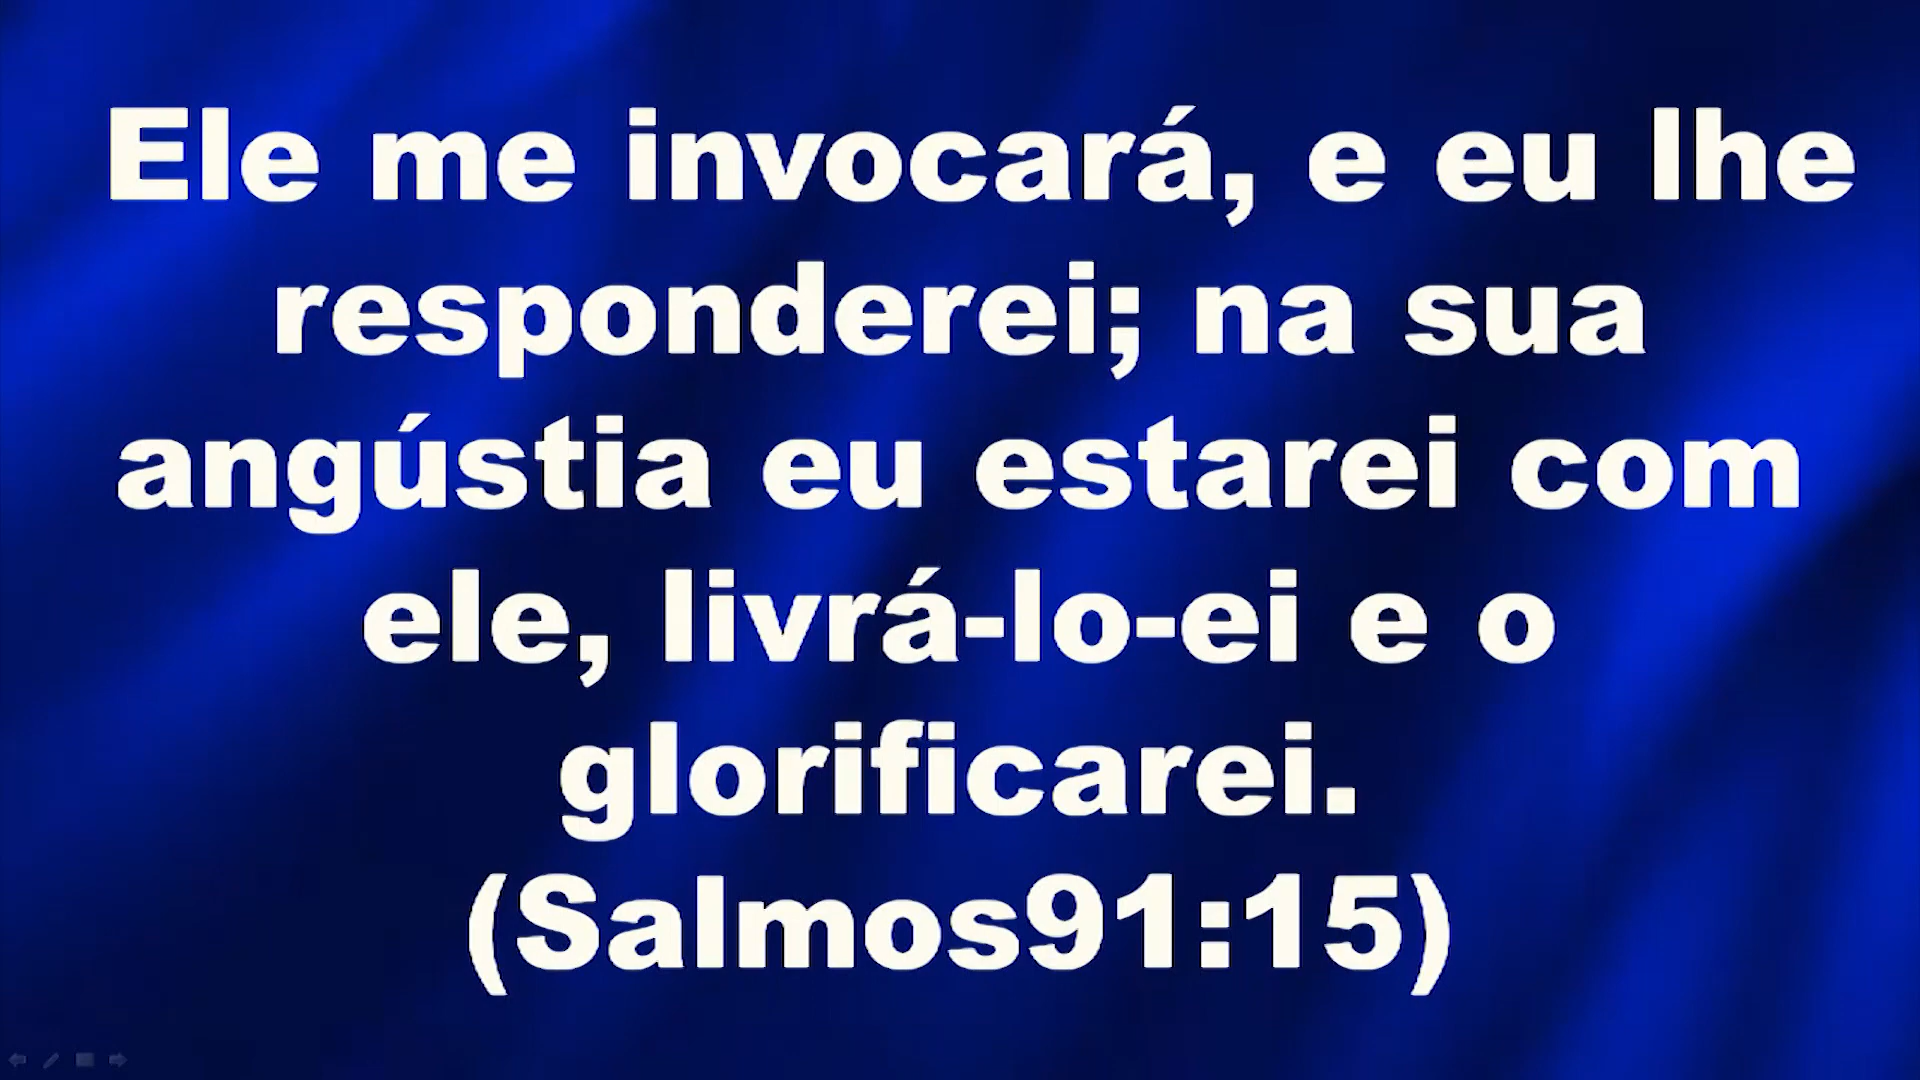 Ele me invocará, e eu lhe
responderei; na sua
angústia eu estarei com
ele, livrá-lo-ei e o
glorificarei.
(Salmos91:15)